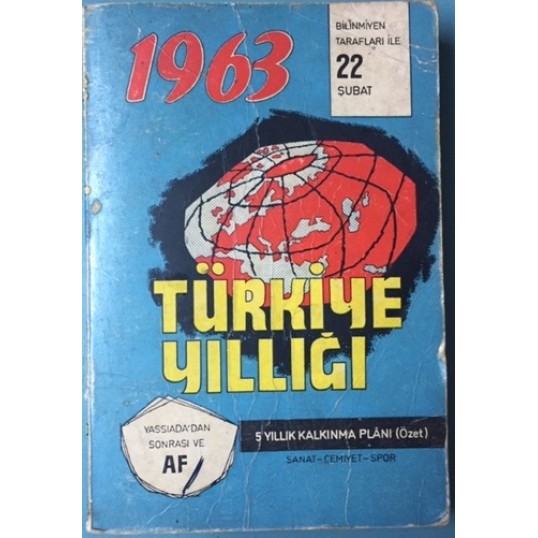 1963
BİLİNMİYEN
TARAFLARI İLE
22
ŞUBAT
TÜRKİYE
YILLIĞI
YASSIADA'DAN
SONRASI VE
AF
5 YILLIK KALKINMA PLÂNI (Özet)
SANAT-CEMİYET-SPOR